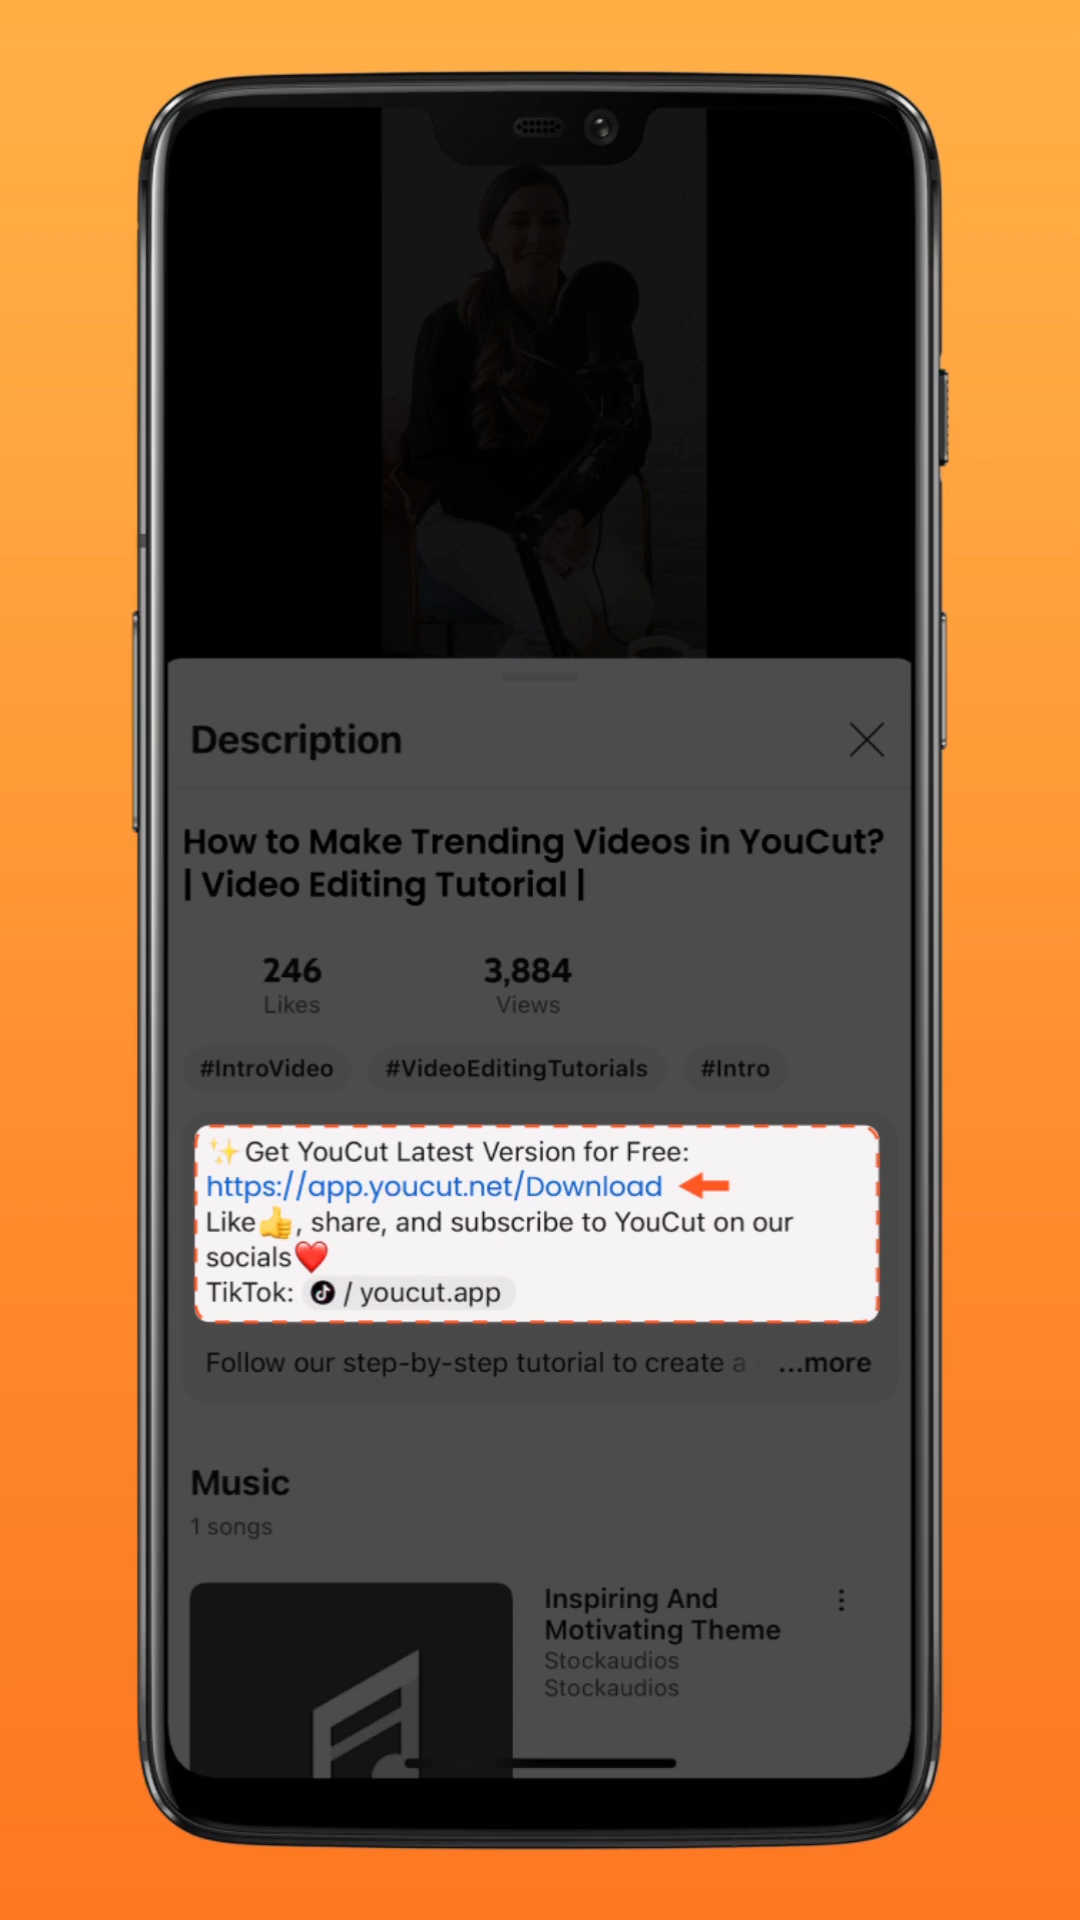 Description
How to Make Trending Videos in YouCut?
| Video Editing Tutorial |
246
Likes
3,884
Views
#IntroVideo
#VideoEditingTutorials
#Intro
✨Get YouCut Latest Version for Free:
https://app.youcut.net/Download
Like👍, share, and subscribe to YouCut on our
socials❤️
TikTok: / youcut.app
Follow our step-by-step tutorial to create a ...more
Music
1 songs
Inspiring And
Motivating Theme
Stockaudios
Stockaudios